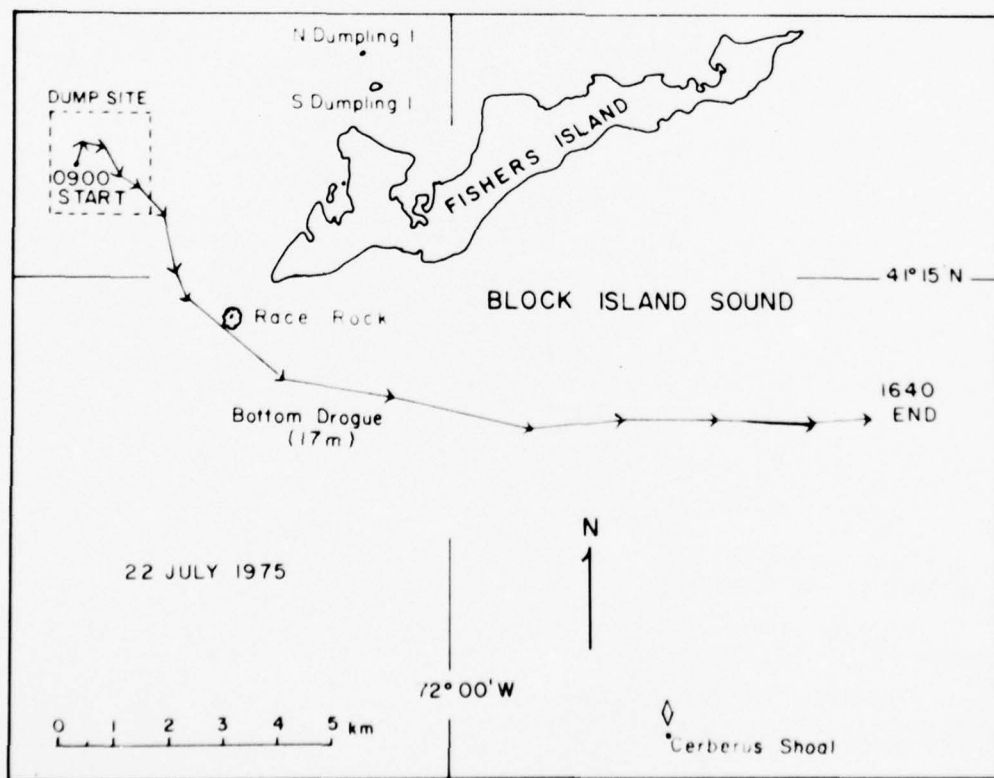 N Dumpling I
S Dumpling I
DUMP SITE
0900
START
FISHERS ISLAND
41° 15' N
BLOCK ISLAND SOUND
Race Rock
1640
END
Bottom Drogue
(17m)
N
22 JULY 1975
72°00' W
0 1 2 3 4 5 km
Cerberus Shoal